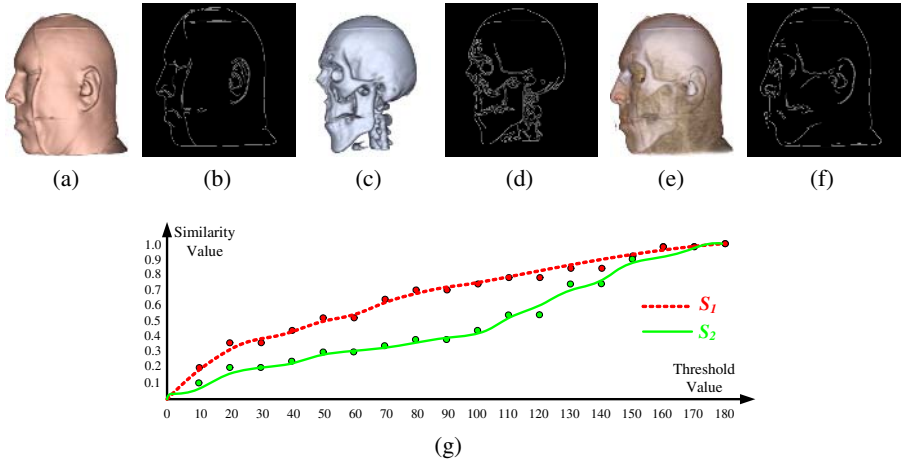 (a) (b) (c) (d) (e) (f)
Similarity
Value
1.0
0.9
0.8
0.7
0.6
0.5
0.4
0.3
0.2
0.1
S1
S2
Threshold
Value
0 10 20 30 40 50 60 70 80 90 100 110 120 130 140 150 160 170 180
(g)